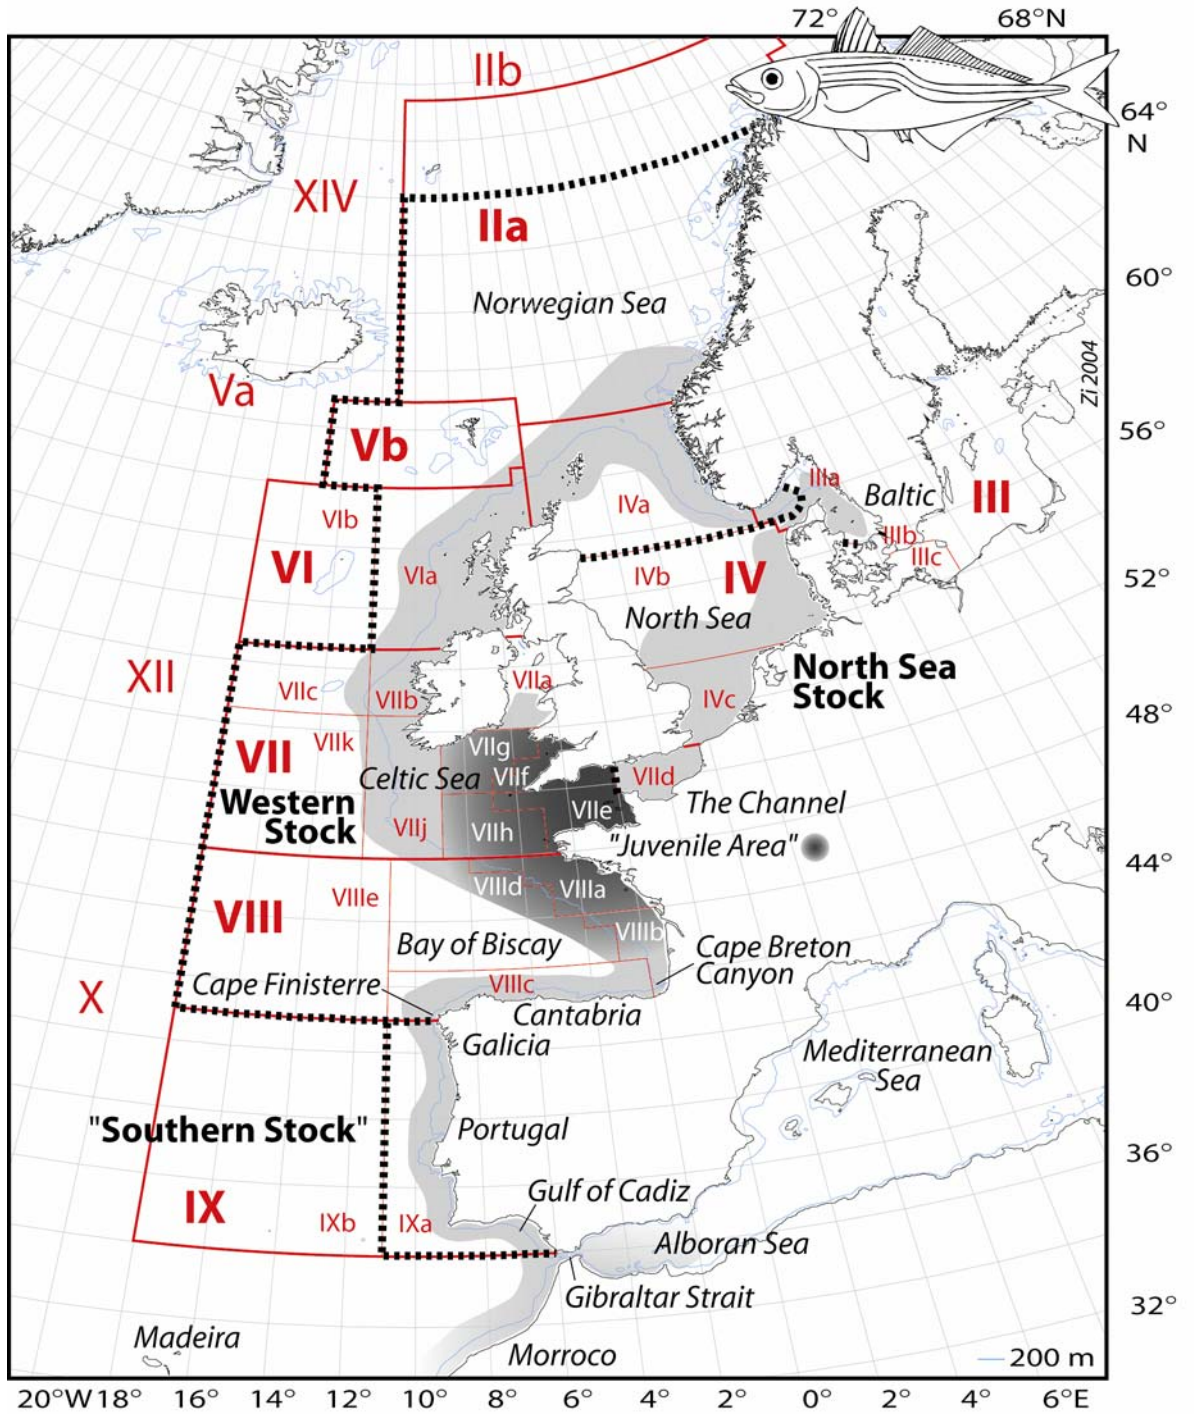 72° 68°N
IIb
64°
N
XIV
IIa
60°
Norwegian Sea
Zi 2004
Va
56°
Vb
IIIa
Baltic
III
VIb
IVa
IIIb
IIIc
VI
VIa
IVb
IV
52°
North Sea
XII
VIIa
North Sea
Stock
VIIc
VIIb
IVc
48°
VII
VIIk
VIIg
Celtic Sea
VIIf
VIId
Western
Stock
VIIe
The Channel
VIIj
VIIh
"Juvenile Area"
44°
VIIId
VIIIa
VIIIe
VIII
VIIIb
Bay of Biscay
Cape Breton
Canyon
Cape Finisterre
VIIIc
X
40°
Cantabria
Galicia
Mediterranean
Sea
"Southern Stock"
Portugal
36°
Gulf of Cadiz
IX
IXb
IXa
Alboran Sea
Gibraltar Strait
32°
Madeira
Morroco
200 m
20°W 18° 16° 14° 12° 10° 8° 6° 4° 0° 2° 4° 6°E